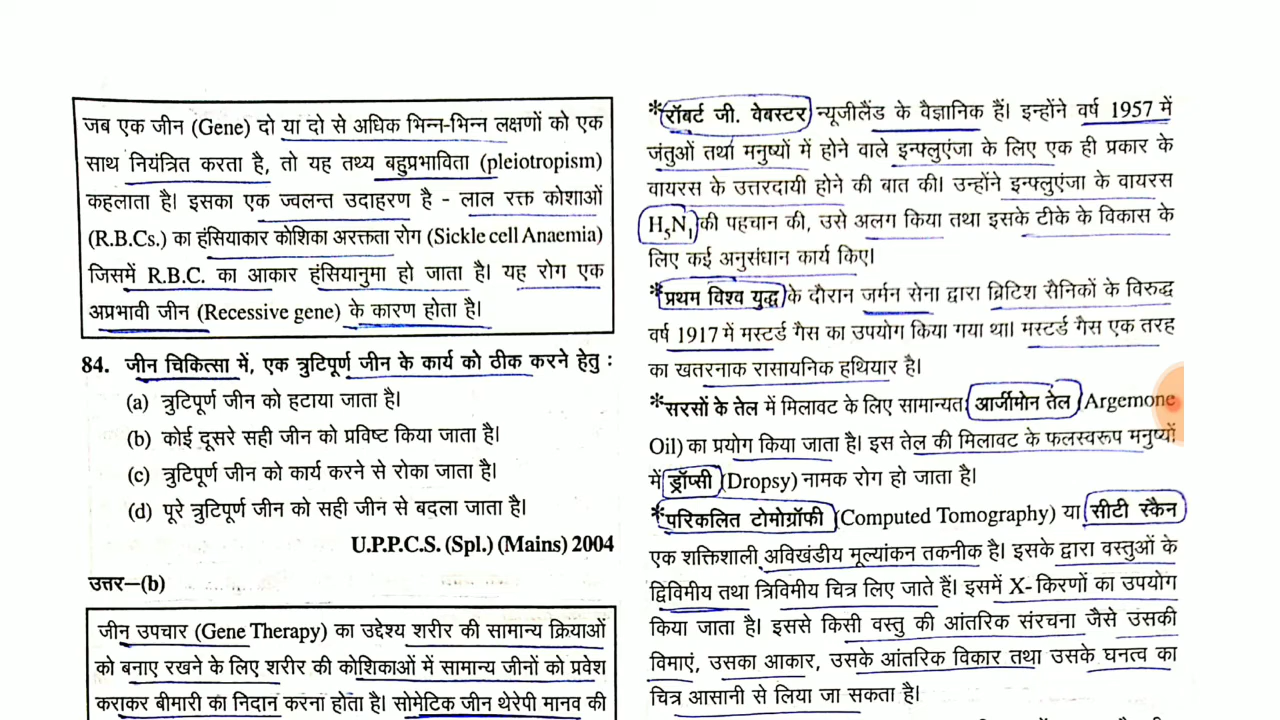 जब एक जीन (Gene) दो या दो से अधिक भिन्न-भिन्न लक्षणों को एक
साथ नियंत्रित करता है, तो यह तथ्य बहुप्रभाविता (pleiotropism)
कहलाता है। इसका एक ज्वलन्त उदाहरण है - लाल रक्त कोशाओं
(R.B.Cs.) का हंसियाकार कोशिका अरक्तता रोग (Sickle cell Anaemia)
जिसमें R.B.C. का आकार हंसियानुमा हो जाता है। यह रोग एक
अप्रभावी जीन (Recessive gene) के कारण होता है।
84. जीन चिकित्सा में, एक त्रुटिपूर्ण जीन के कार्य को ठीक करने हेतु :
(a) त्रुटिपूर्ण जीन को हटाया जाता है।
(b) कोई दूसरे सही जीन को प्रविष्ट किया जाता है।
(c) त्रुटिपूर्ण जीन को कार्य करने से रोका जाता है।
(d) पूरे त्रुटिपूर्ण जीन को सही जीन से बदला जाता है।
U.P.P.C.S. (Spl.) (Mains) 2004
उत्तर–(b)
जीन उपचार (Gene Therapy) का उद्देश्य शरीर की सामान्य क्रियाओं
को बनाए रखने के लिए शरीर की कोशिकाओं में सामान्य जीनों को प्रवेश
कराकर बीमारी का निदान करना होता है। सोमेटिक जीन थेरेपी मानव की
*रॉबर्ट जी. वेबस्टर न्यूजीलैंड के वैज्ञानिक हैं। इन्होंने वर्ष 1957 में
जंतुओं तथा मनुष्यों में होने वाले इन्फ्लुएंजा के लिए एक ही प्रकार के
वायरस के उत्तरदायी होने की बात की। उन्होंने इन्फ्लुएंजा के वायरस
H₅N₁ की पहचान की, उसे अलग किया तथा इसके टीके के विकास के
लिए कई अनुसंधान कार्य किए।
*प्रथम विश्व युद्ध के दौरान जर्मन सेना द्वारा ब्रिटिश सैनिकों के विरुद्ध
वर्ष 1917 में मस्टर्ड गैस का उपयोग किया गया था। मस्टर्ड गैस एक तरह
का खतरनाक रासायनिक हथियार है।
*सरसों के तेल में मिलावट के लिए सामान्यतः आर्जीमोन तेल (Argemone
Oil) का प्रयोग किया जाता है। इस तेल की मिलावट के फलस्वरूप मनुष्यों
में ड्रॉप्सी (Dropsy) नामक रोग हो जाता है।
*परिकलित टोमोग्रॉफी (Computed Tomography) या सीटी स्कैन
एक शक्तिशाली अविखंडीय मूल्यांकन तकनीक है। इसके द्वारा वस्तुओं के
द्विविमीय तथा त्रिविमीय चित्र लिए जाते हैं। इसमें X- किरणों का उपयोग
किया जाता है। इससे किसी वस्तु की आंतरिक संरचना जैसे उसकी
विमाएं, उसका आकार, उसके आंतरिक विकार तथा उसके घनत्व का
चित्र आसानी से लिया जा सकता है।